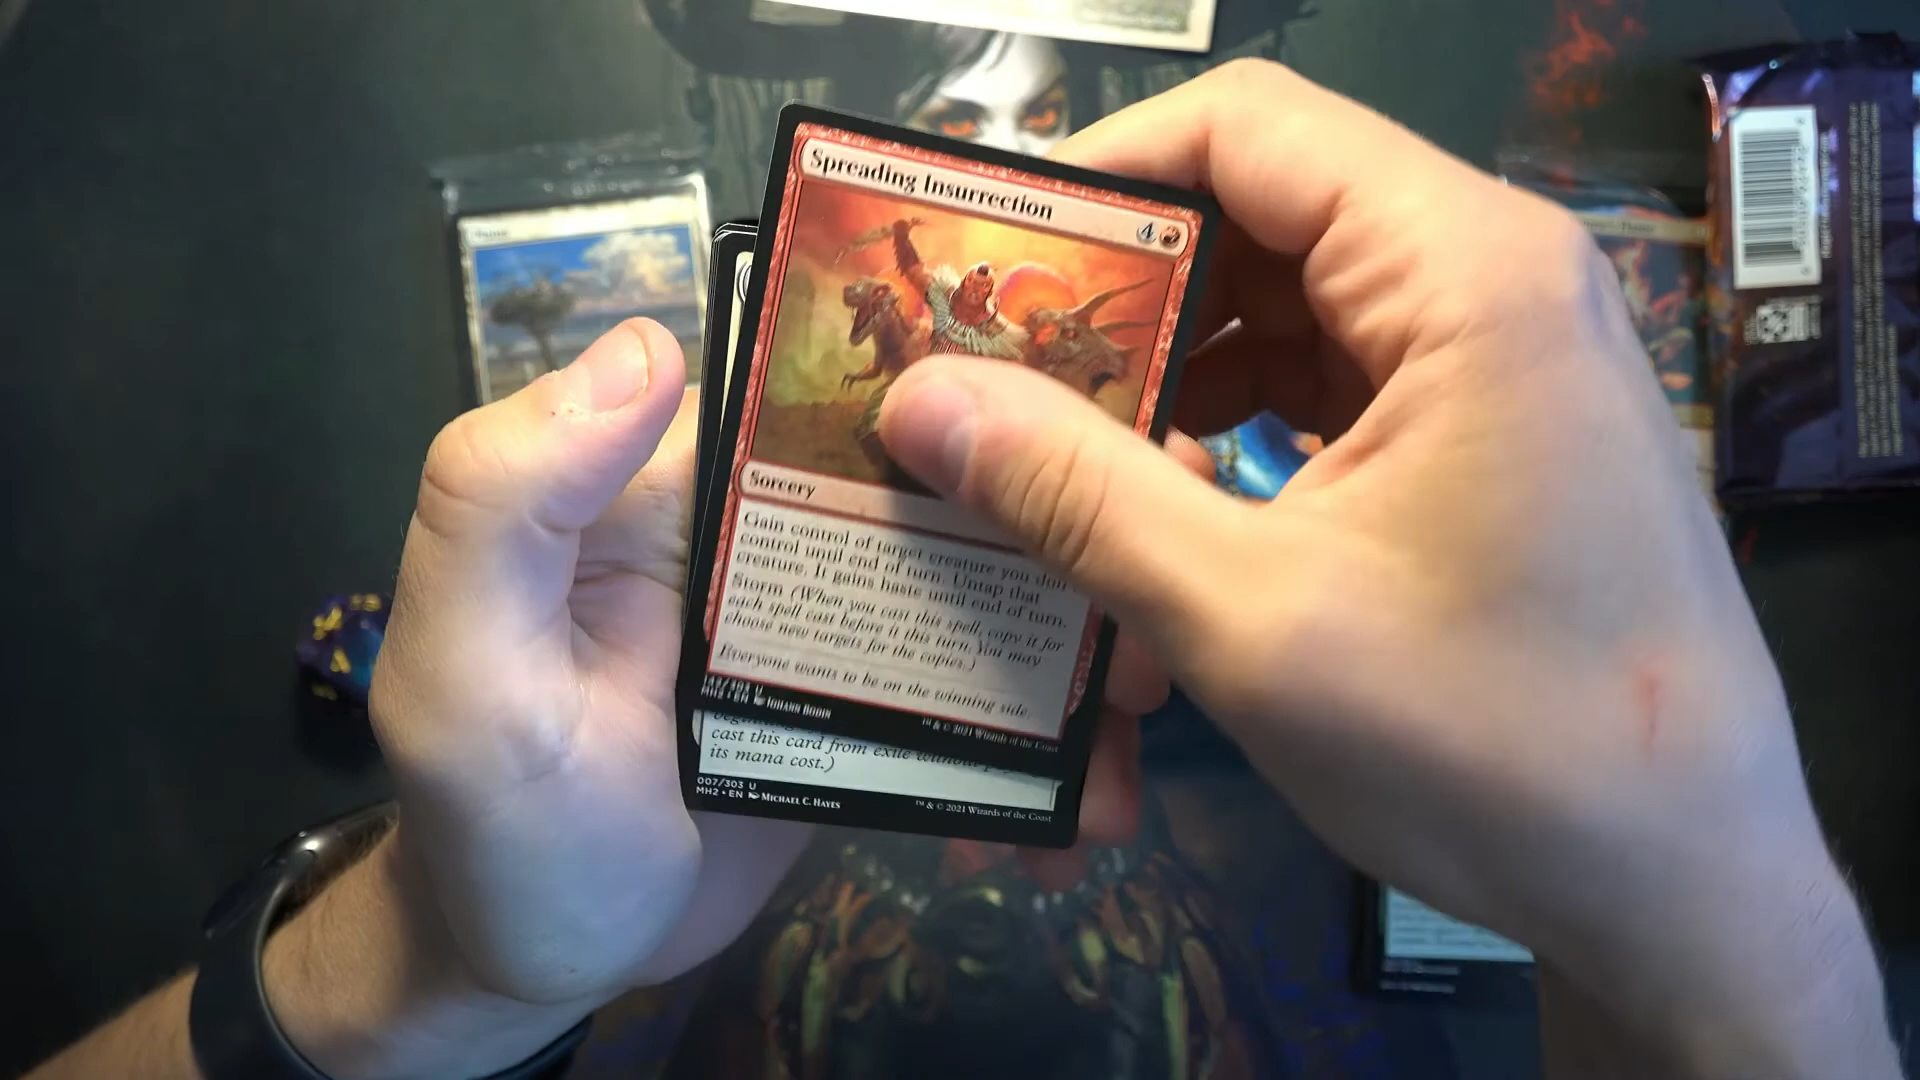 Spreading Insurrection
4
Sorcery
Gain control of target creature you don
control until end of turn. Untap that
creature. It gains haste until end of turn.
Storm (When you cast this spell, copy it for
each spell cast before it this turn. You may
choose new targets for the copies.)
Everyone wants to be on the winning side.
MH2 • EN JOHANN BODIN
™ & © 2021 Wizards of the Coast
cast this card from exile without
its mana cost.)
007/303 U
MH2 • EN MICHAEL C. HAYES
™ & © 2021 Wizards of the Coast